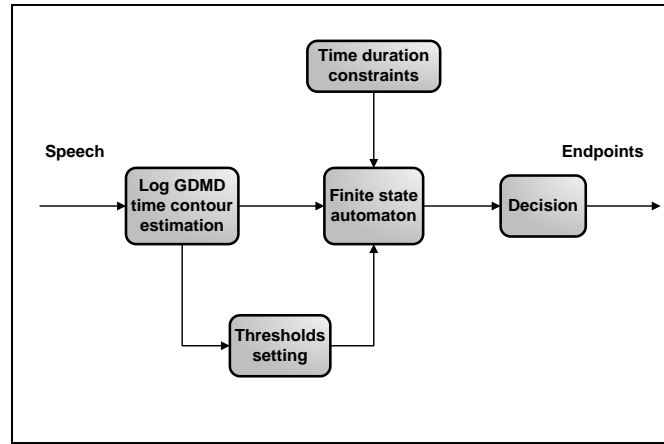 Time duration
constraints
Speech
Endpoints
Log GDMD
time contour
estimation
Finite state
automaton
Decision
Thresholds
setting